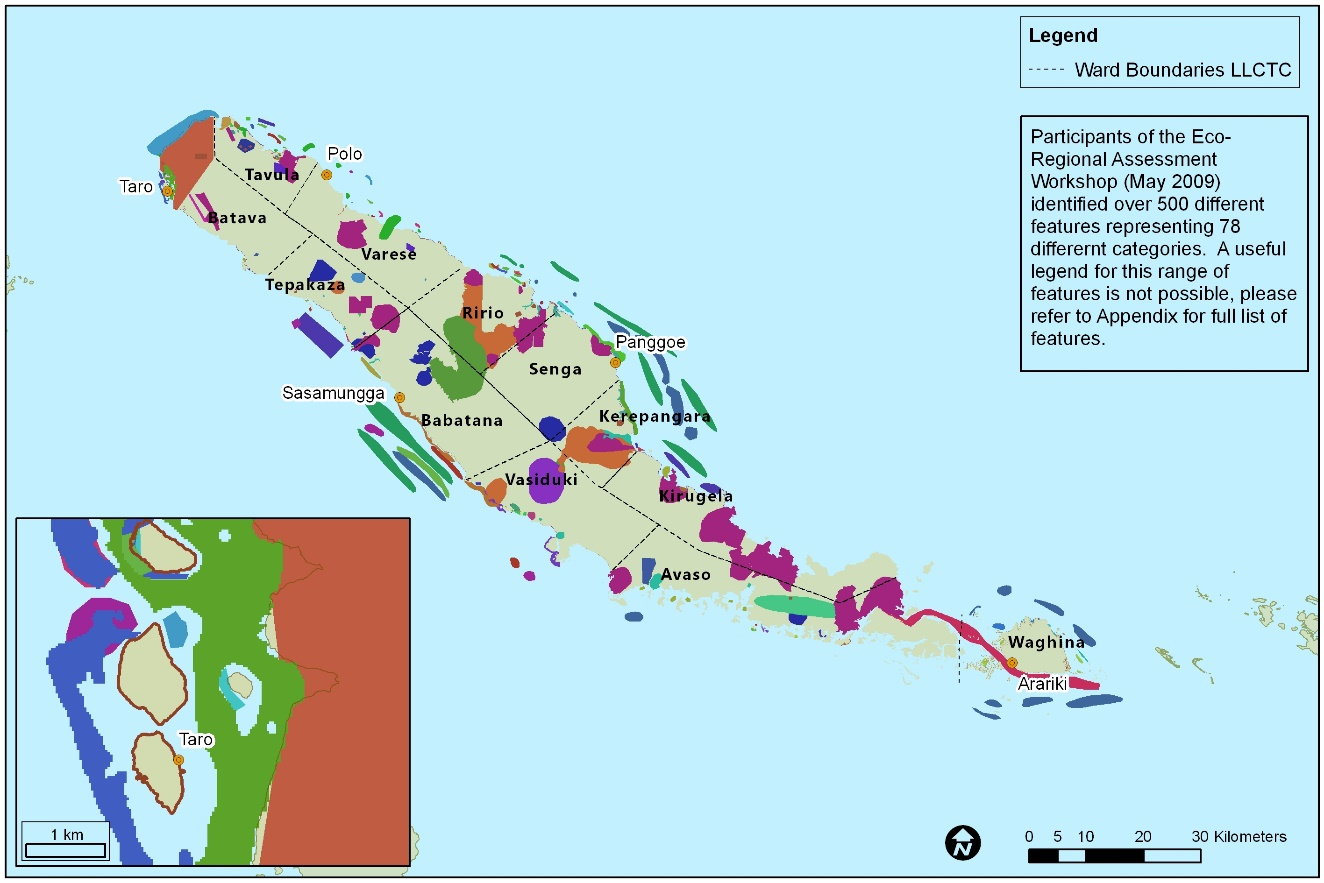 Legend
Ward Boundaries LLCTC
Participants of the Eco-
Regional Assessment
Workshop (May 2009)
identified over 500 different
features representing 78
differernt categories. A useful
legend for this range of
features is not possible, please
refer to Appendix for full list of
features.
Polo
Taro
Tavula
Batava
Varese
Tepakaza
Ririo
Panggoe
Senga
Sasamungga
Babatana
Kerepangara
Vasiduki
Kirugela
Avaso
Waghina
Arariki
Taro
1 km
N
0 5 10 20 30 Kilometers